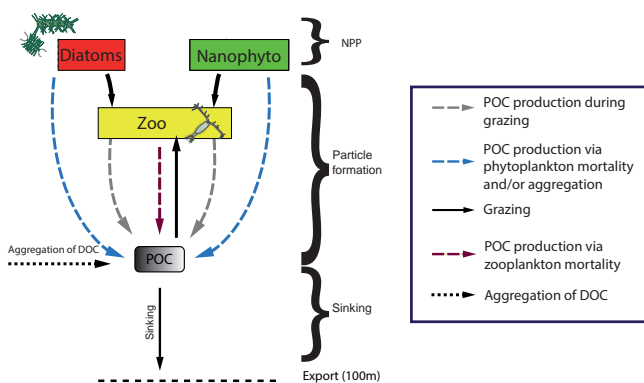 NPP
Diatoms
Nanophyto
Zoo
Particle
formation
Aggregation of DOC
POC
Sinking
Sinking
Export (100m)
POC production during
grazing
POC production via
phytoplankton mortality
and/or aggregation
Grazing
POC production via
zooplankton mortality
Aggregation of DOC